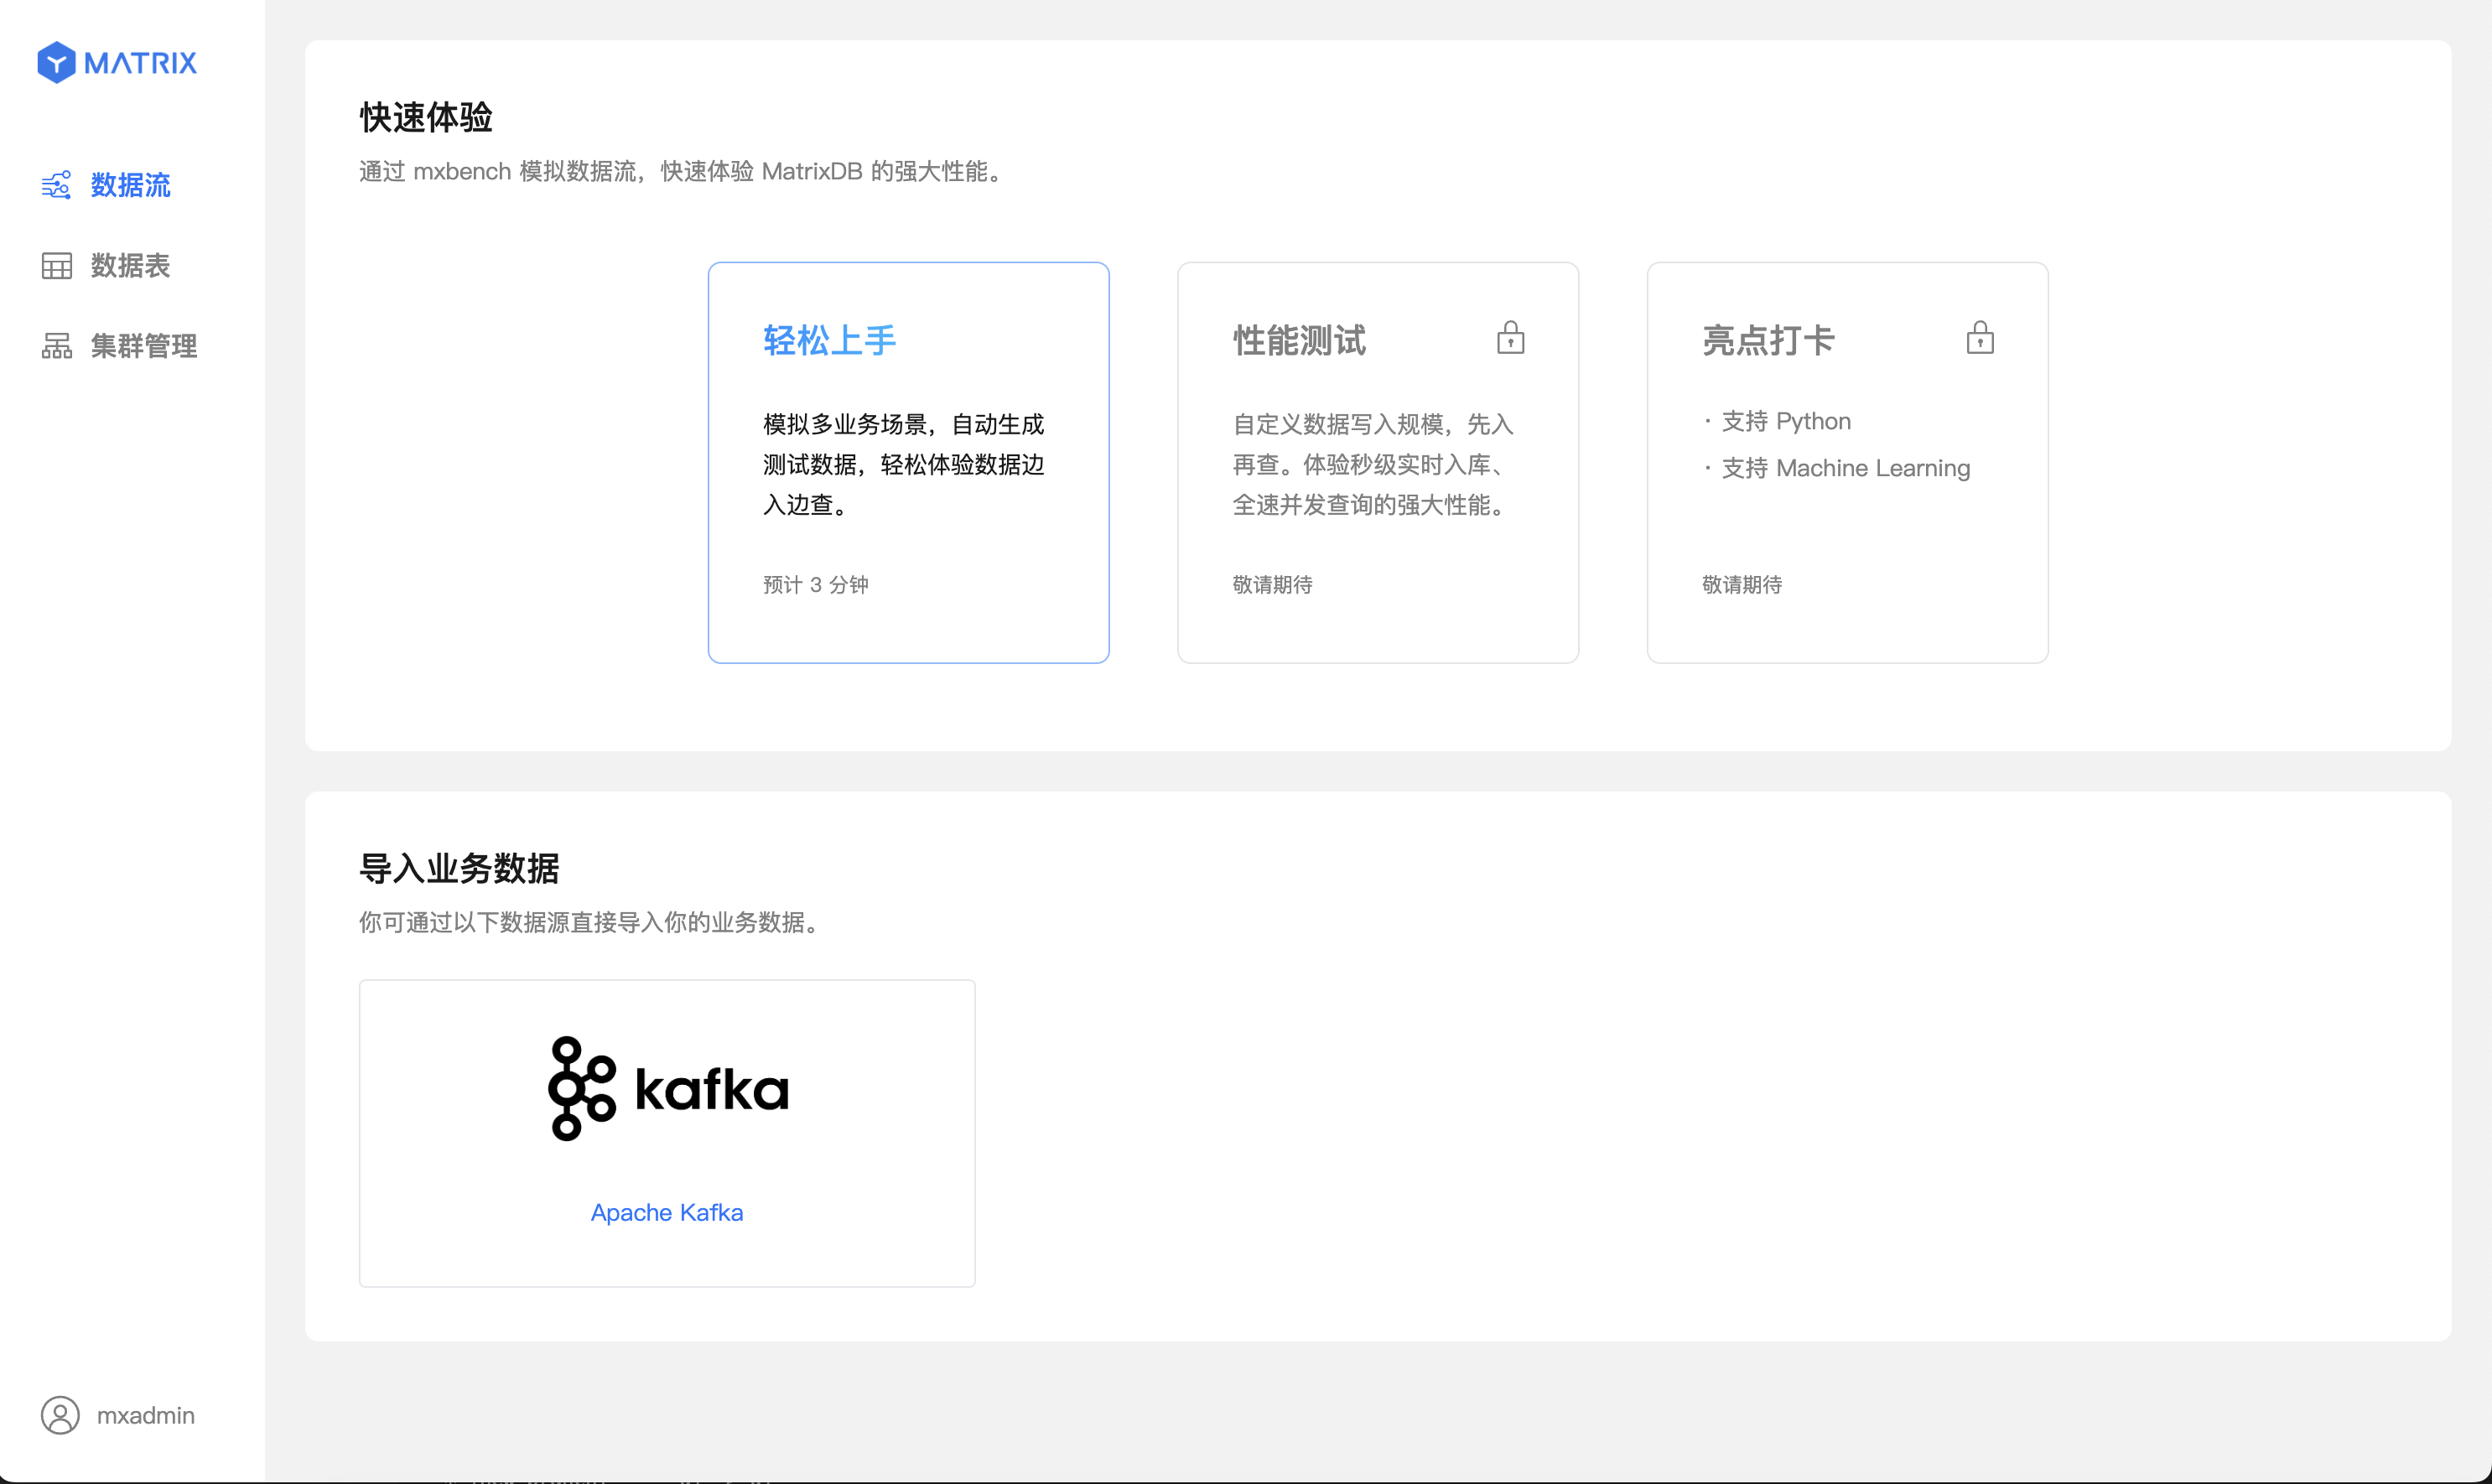 MATRIX
数据流
数据表
集群管理
mxadmin
快速体验
通过 mxbench 模拟数据流，快速体验 MatrixDB 的强大性能。
轻松上手
模拟多业务场景，自动生成
测试数据，轻松体验数据边
入边查。
预计 3 分钟
性能测试
自定义数据写入规模，先入
再查。体验秒级实时入库、
全速并发查询的强大性能。
敬请期待
亮点打卡
· 支持 Python
· 支持 Machine Learning
敬请期待
导入业务数据
你可通过以下数据源直接导入你的业务数据。
kafka
Apache Kafka